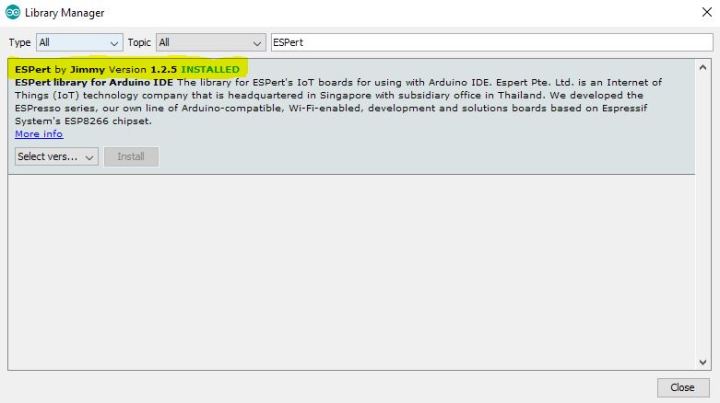 Library Manager
Type All Topic All ESPert
ESPert by Jimmy Version 1.2.5 INSTALLED
ESPert library for Arduino IDE The library for ESPert's IoT boards for using with Arduino IDE. Espert Pte. Ltd. is an Internet of
Things (IoT) technology company that is headquartered in Singapore with subsidiary office in Thailand. We developed the
ESPresso series, our own line of Arduino-compatible, Wi-Fi-enabled, development and solutions boards based on Espressif
System's ESP8266 chipset.
More info
Select vers... Install
Close